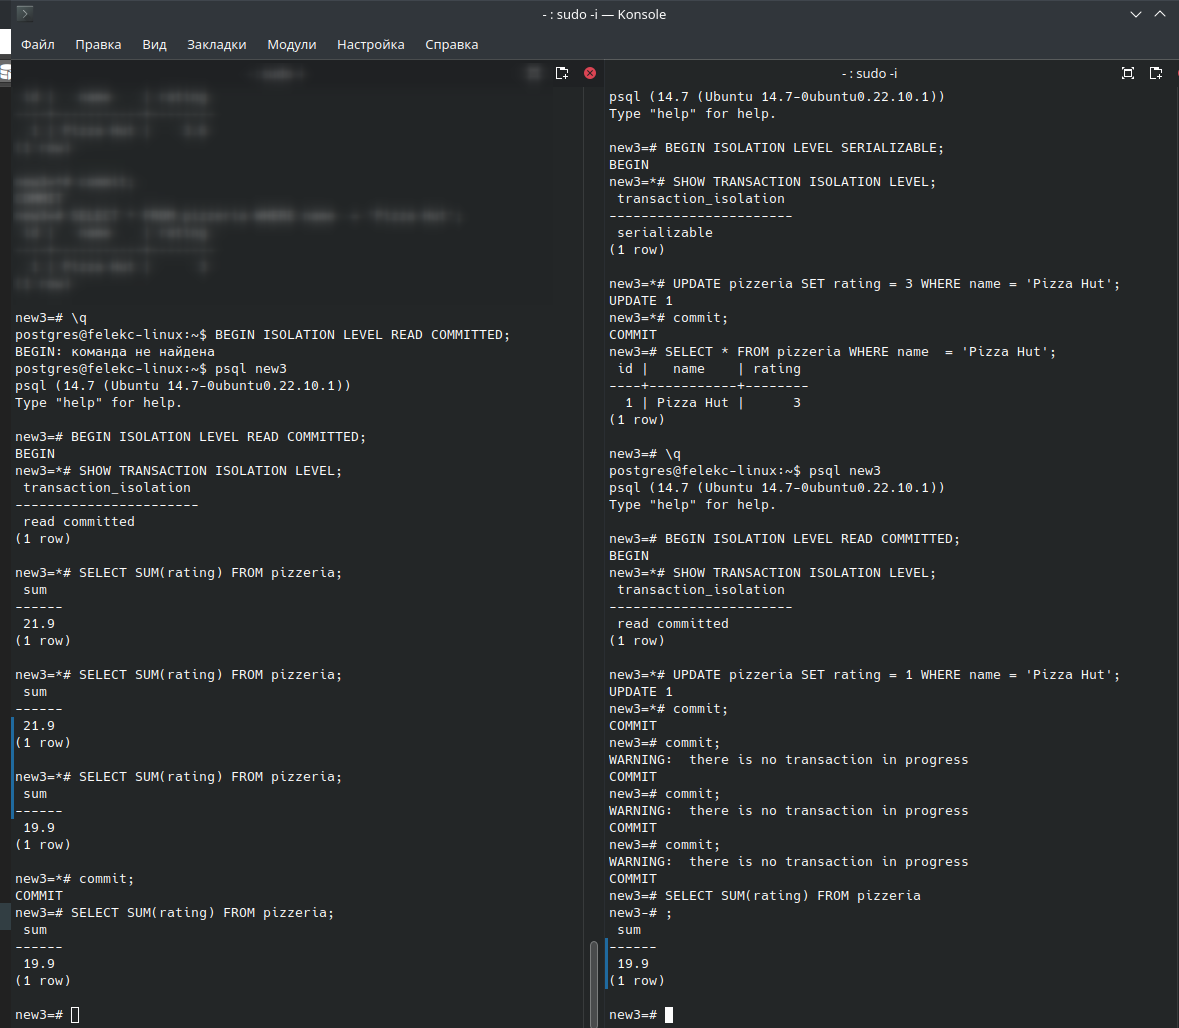 - : sudo -i — Konsole
Файл Правка Вид Закладки Модули Настройка Справка
new3=# \q
postgres@felekc-linux:~$ BEGIN ISOLATION LEVEL READ COMMITTED;
BEGIN: команда не найдена
postgres@felekc-linux:~$ psql new3
psql (14.7 (Ubuntu 14.7-0ubuntu0.22.10.1))
Type "help" for help.
new3=# BEGIN ISOLATION LEVEL READ COMMITTED;
BEGIN
new3=*# SHOW TRANSACTION ISOLATION LEVEL;
transaction_isolation
-----------------------
read committed
(1 row)
new3=*# SELECT SUM(rating) FROM pizzeria;
sum
------
21.9
(1 row)
new3=*# SELECT SUM(rating) FROM pizzeria;
sum
------
21.9
(1 row)
new3=*# SELECT SUM(rating) FROM pizzeria;
sum
------
19.9
(1 row)
new3=*# commit;
COMMIT
new3=# SELECT SUM(rating) FROM pizzeria;
sum
------
19.9
(1 row)
new3=#
- : sudo -i
psql (14.7 (Ubuntu 14.7-0ubuntu0.22.10.1))
Type "help" for help.
new3=# BEGIN ISOLATION LEVEL SERIALIZABLE;
BEGIN
new3=*# SHOW TRANSACTION ISOLATION LEVEL;
transaction_isolation
-----------------------
serializable
(1 row)
new3=*# UPDATE pizzeria SET rating = 3 WHERE name = 'Pizza Hut';
UPDATE 1
new3=*# commit;
COMMIT
new3=# SELECT * FROM pizzeria WHERE name  = 'Pizza Hut';
id |   name    | rating
----+-----------+--------
1 | Pizza Hut |      3
(1 row)
new3=# \q
postgres@felekc-linux:~$ psql new3
psql (14.7 (Ubuntu 14.7-0ubuntu0.22.10.1))
Type "help" for help.
new3=# BEGIN ISOLATION LEVEL READ COMMITTED;
BEGIN
new3=*# SHOW TRANSACTION ISOLATION LEVEL;
transaction_isolation
-----------------------
read committed
(1 row)
new3=*# UPDATE pizzeria SET rating = 1 WHERE name = 'Pizza Hut';
UPDATE 1
new3=*# commit;
COMMIT
new3=# commit;
WARNING:  there is no transaction in progress
COMMIT
new3=# commit;
WARNING:  there is no transaction in progress
COMMIT
new3=# commit;
WARNING:  there is no transaction in progress
COMMIT
new3=# SELECT SUM(rating) FROM pizzeria
new3-# ;
sum
------
19.9
(1 row)
new3=#